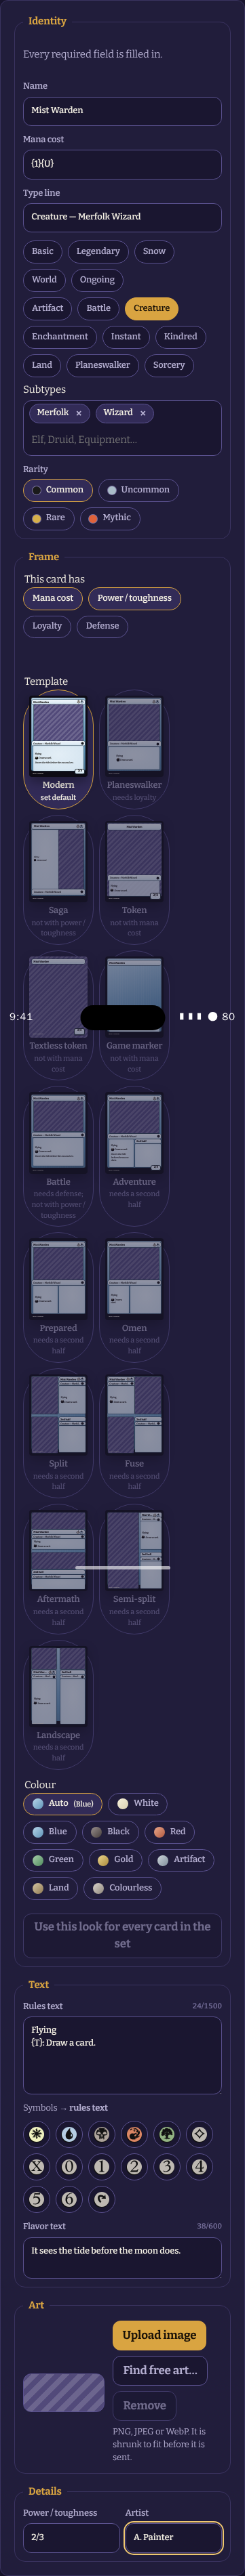 Identity
Every required field is filled in.
Name
Mist Warden
Mana cost
{1}{U}
Type line
Creature — Merfolk Wizard
Basic Legendary Snow
World Ongoing
Artifact Battle Creature
Enchantment Instant Kindred
Land Planeswalker Sorcery
Subtypes
Merfolk × Wizard ×
Elf, Druid, Equipment...
Rarity
Common Uncommon
Rare Mythic
Frame
This card has
Mana cost Power / toughness
Loyalty Defense
Template
Modern
set default
Planeswalker
needs loyalty
Saga
not with power /
toughness
Token
not with mana
cost
9:41
80
Textless token
not with mana
cost
Game marker
not with mana
cost
Battle
needs defense,
not with power /
toughness
Adventure
needs a second
half
Prepared
needs a second
half
Omen
needs a second
half
Split
needs a second
half
Fuse
needs a second
half
Aftermath
needs a second
half
Semi-split
needs a second
half
Landscape
needs a second
half
Colour
Auto (Blue) White
Blue Black Red
Green Gold Artifact
Land Colourless
Use this look for every card in the
set
Text
Rules text 24/1500
Flying
{T}: Draw a card.
Symbols → rules text
X 0 1 2 3 4
5 6
Flavor text 38/600
It sees the tide before the moon does.
Art
Upload image
Find free art...
Remove
PNG, JPEG or WebP. It is
shrunk to fit before it is
sent.
Details
Power / toughness Artist
2/3 A. Painter